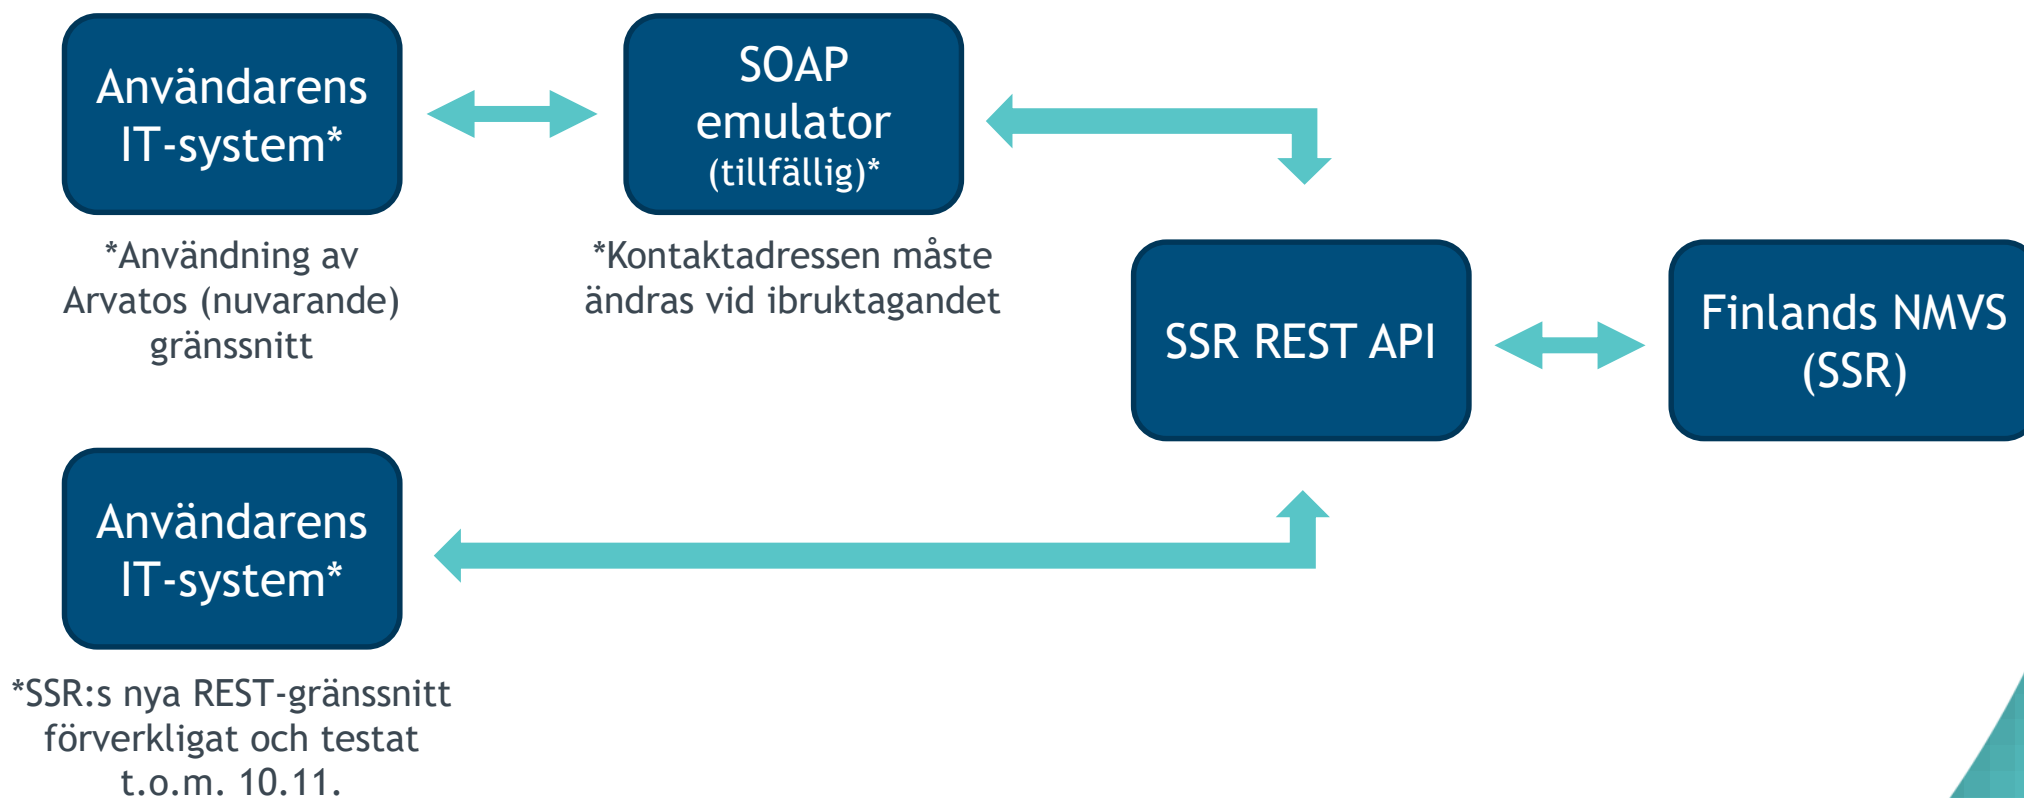 Användarens
IT-system*
SOAP
emulator
(tillfällig)*
*Användning av
Arvatos (nuvarande)
gränssnitt
*Kontaktadressen måste
ändras vid ibruktagandet
SSR REST API
Finlands NMVS
(SSR)
Användarens
IT-system*
*SSR:s nya REST-gränssnitt
förverkligat och testat
t.o.m. 10.11.